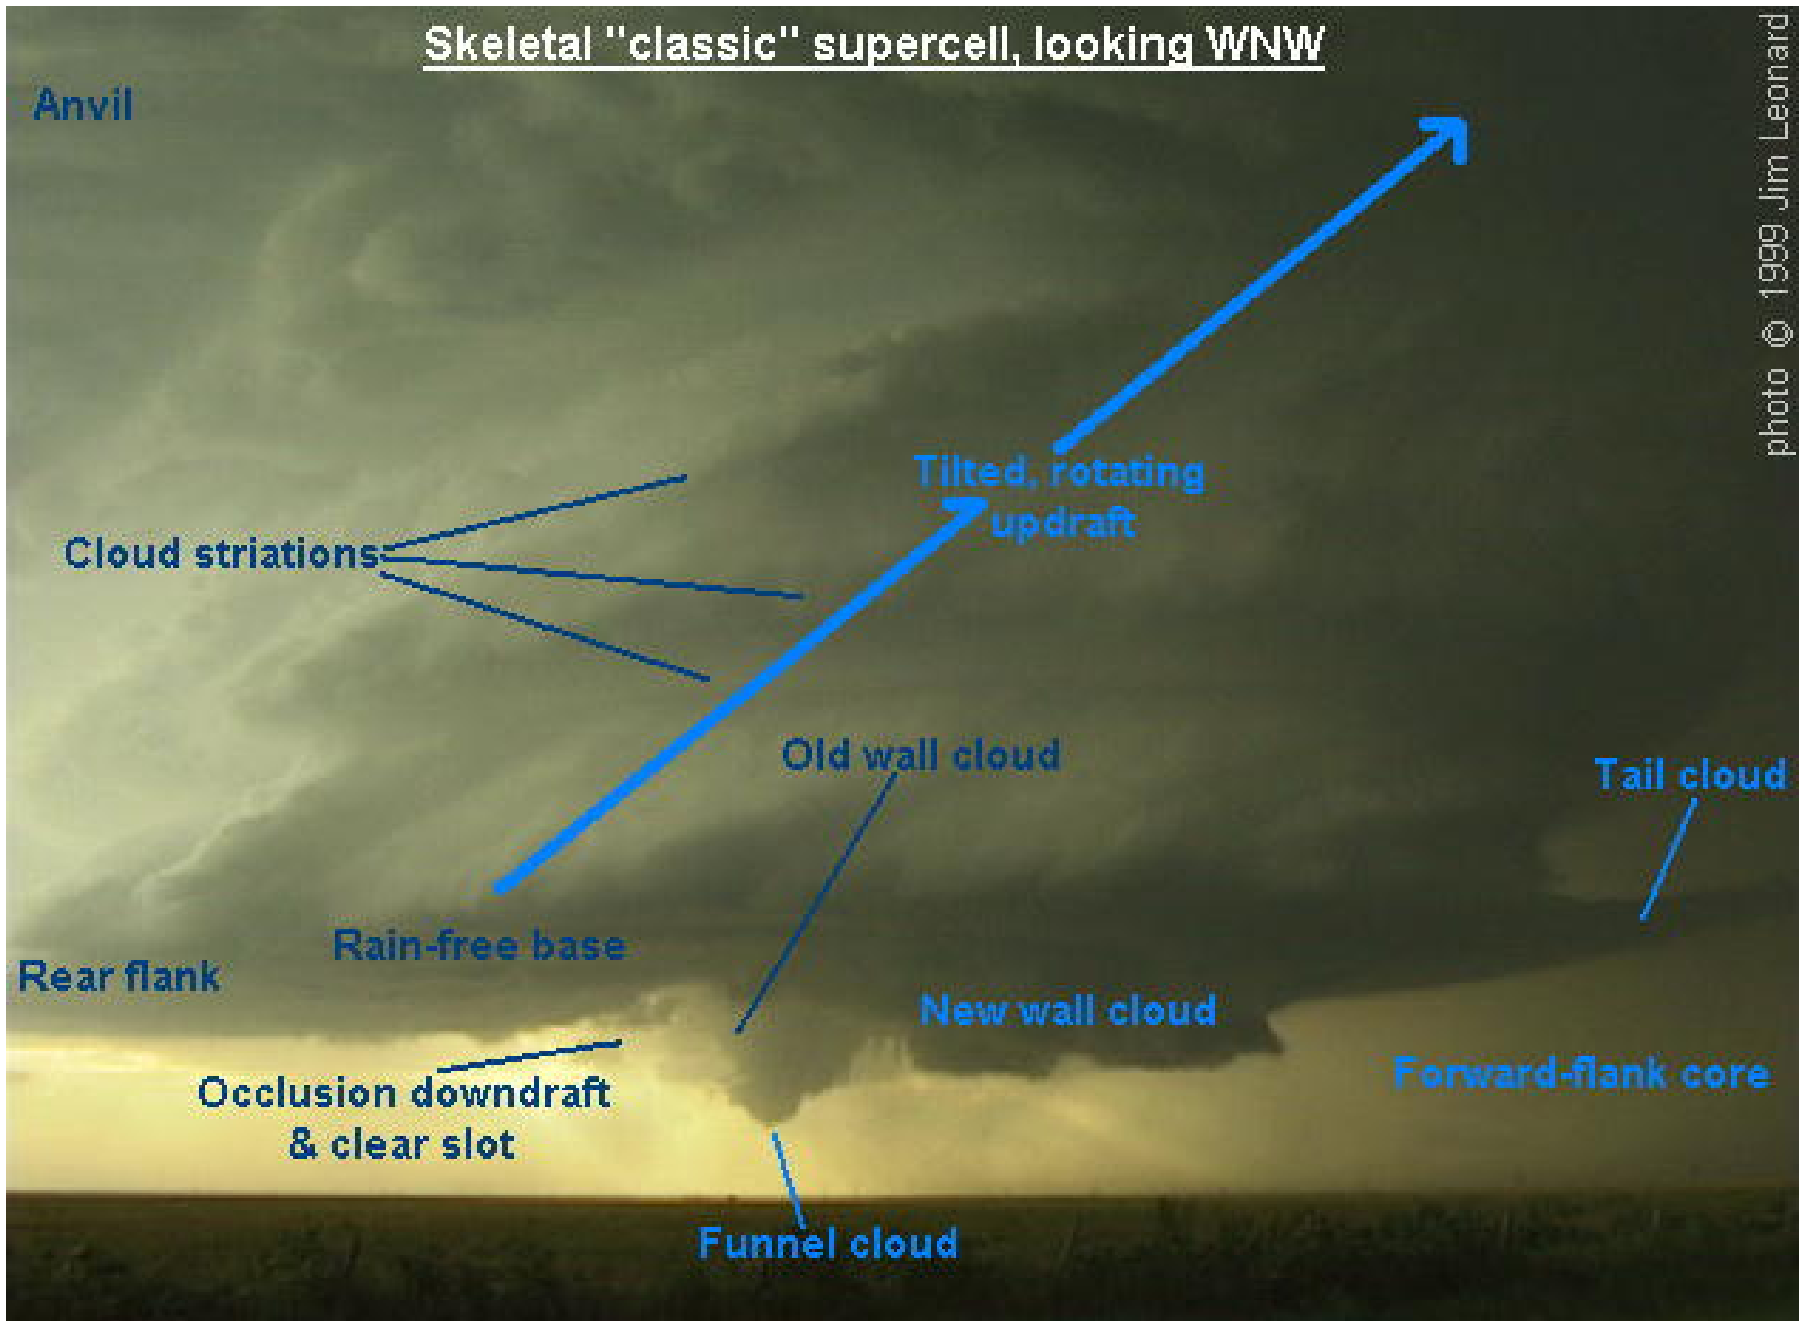 Skeletal "classic" supercell, looking WNW
Anvil
photo © 1999 Jim Leonard
Tilted, rotating
updraft
Cloud striations
Old wall cloud
Tail cloud
Rain-free base
Rear flank
New wall cloud
Forward-flank core
Occlusion downdraft
& clear slot
Funnel cloud